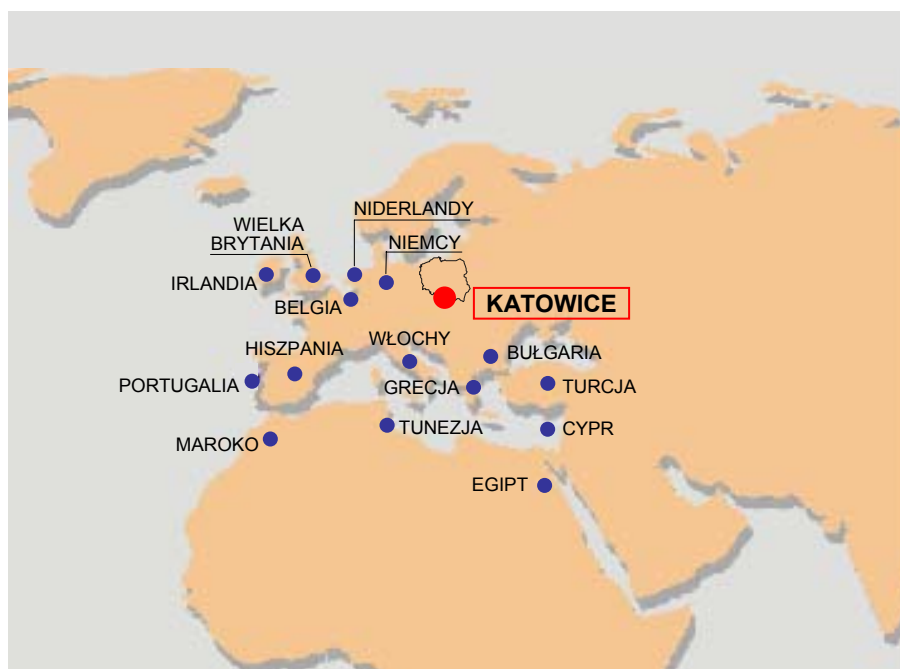 NIDERLANDY
WIELKA
BRYTANIA
NIEMCY
IRLANDIA
BELGIA
KATOWICE
WŁOCHY
HISZPANIA
BUŁGARIA
PORTUGALIA
GRECJA
TURCJA
TUNEZJA
CYPR
MAROKO
EGIPT